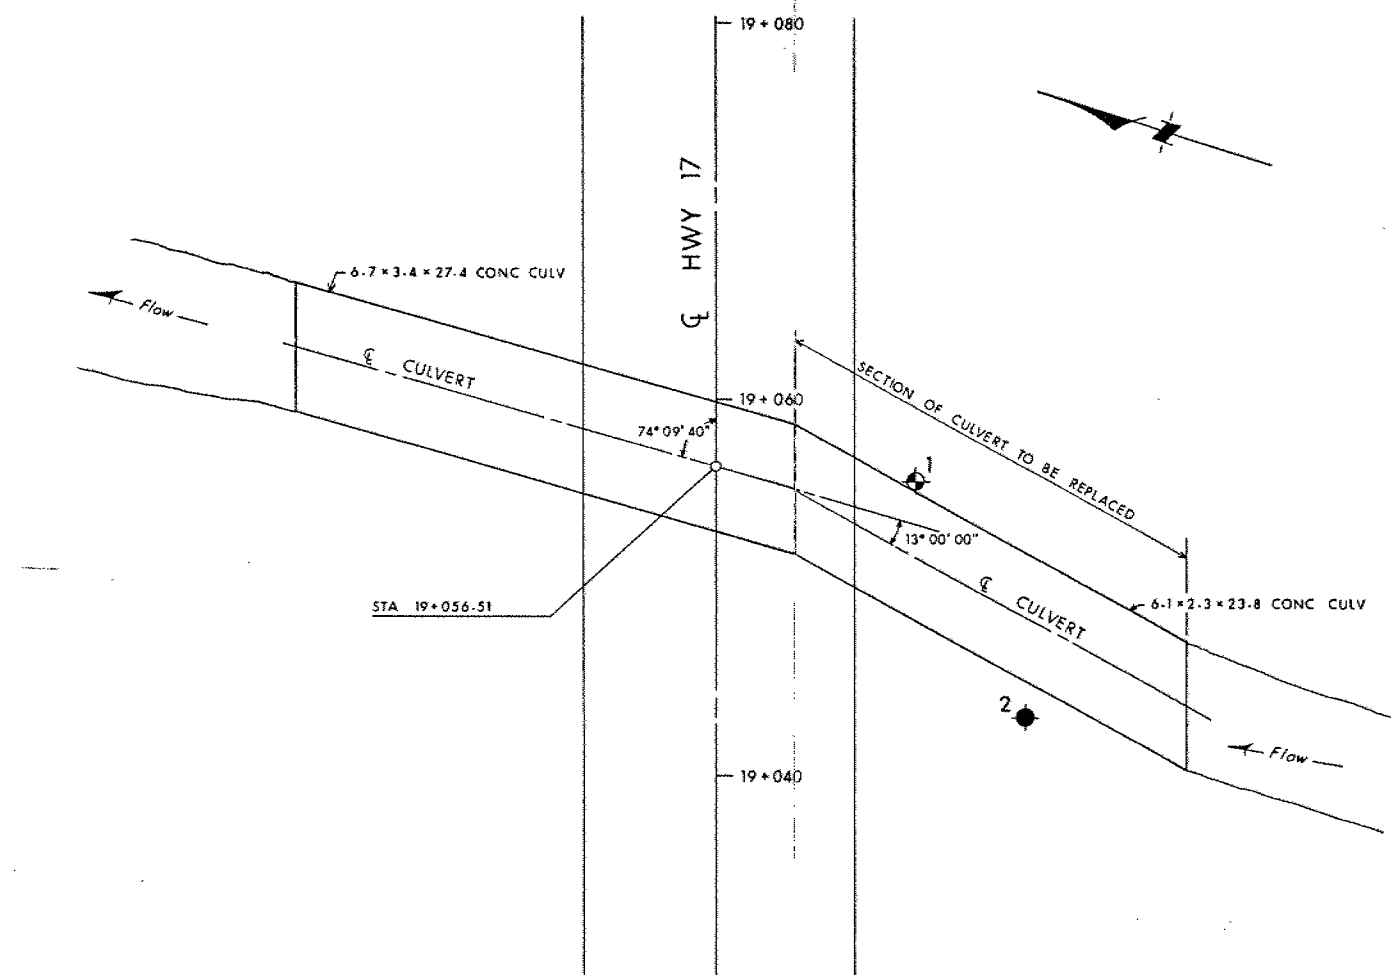 19+080
HWY 17
6.7 × 3.4 × 27.4 CONC CULV
Flow
℄ CULVERT
19+060
74° 09' 40"
SECTION OF CULVERT TO BE REPLACED
1
13° 00' 00"
℄ CULVERT
STA 19+056.51
6.1 × 2.3 × 23.8 CONC CULV
2
Flow
19+040